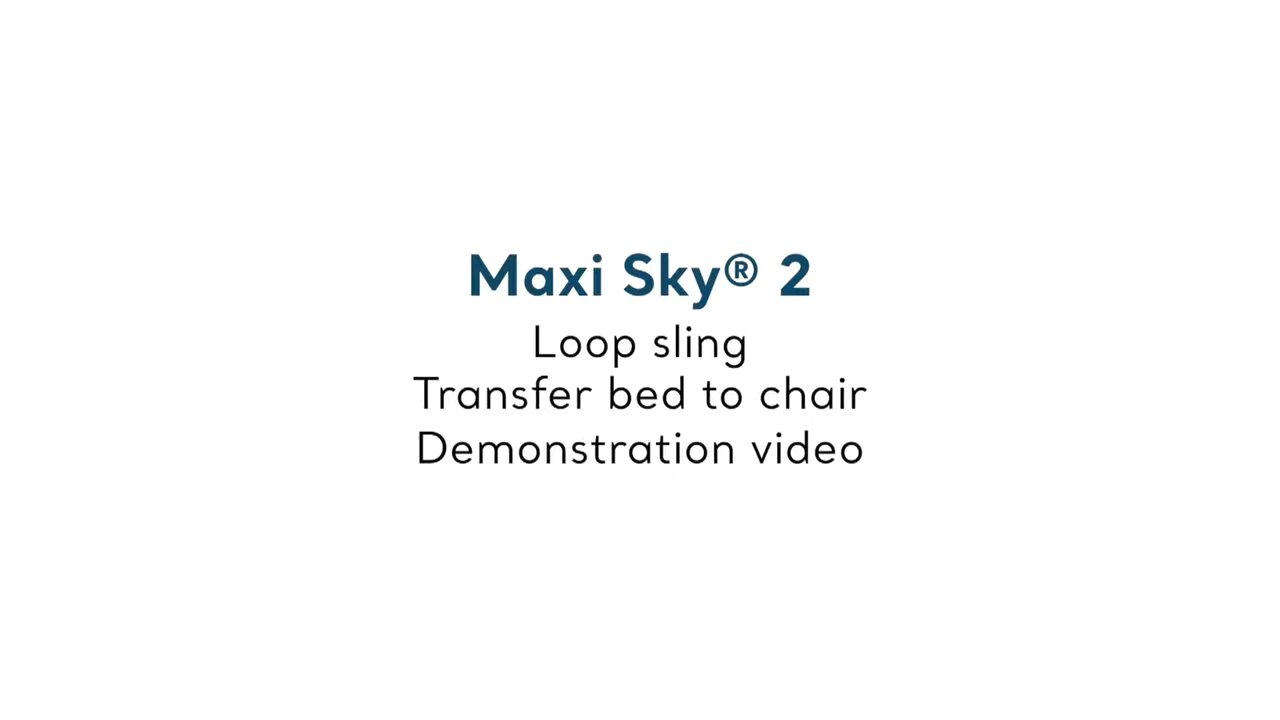 Maxi Sky® 2
Loop sling
Transfer bed to chair
Demonstration video